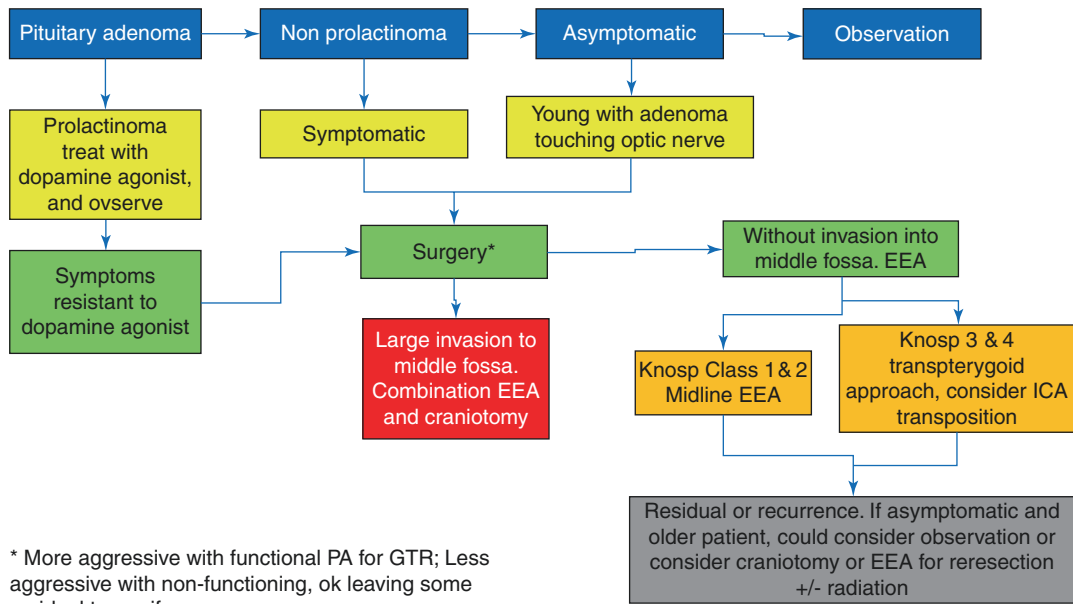 Pituitary adenoma
Non prolactinoma
Asymptomatic
Observation
Prolactinoma
treat with
dopamine agonist,
and ovserve
Symptomatic
Young with adenoma
touching optic nerve
Symptoms
resistant to
dopamine agonist
Surgery*
Without invasion into
middle fossa. EEA
Large invasion to
middle fossa.
Combination EEA
and craniotomy
Knosp Class 1 & 2
Midline EEA
Knosp 3 & 4
transpterygoid
approach, consider ICA
transposition
Residual or recurrence. If asymptomatic and
older patient, could consider observation or
consider craniotomy or EEA for reresection
+/- radiation
* More aggressive with functional PA for GTR; Less
aggressive with non-functioning, ok leaving some